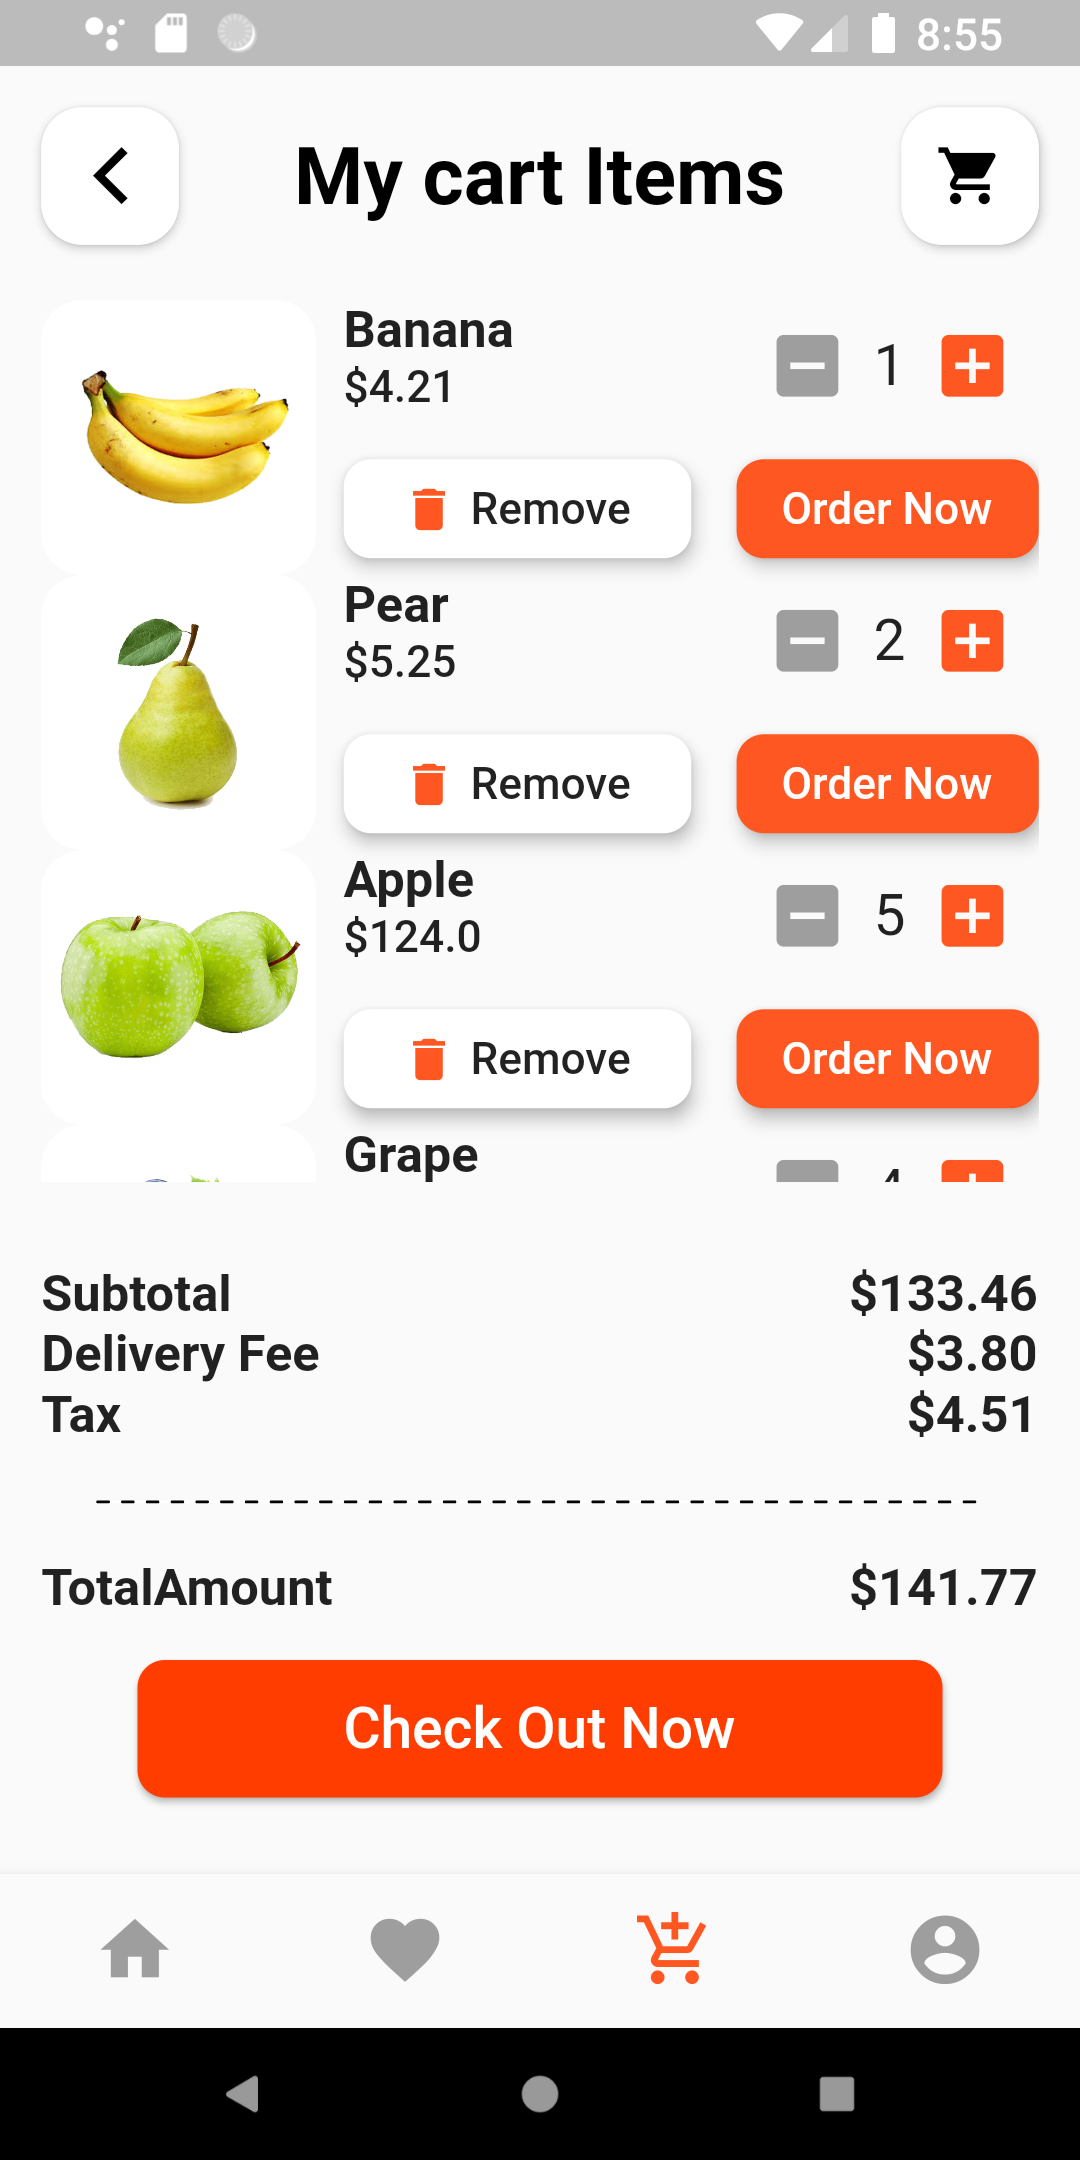 8:55
My cart Items
Banana
$4.21
1
Remove
Order Now
Pear
$5.25
2
Remove
Order Now
Apple
$124.0
5
Remove
Order Now
Grape
4
Subtotal $133.46
Delivery Fee $3.80
Tax $4.51
TotalAmount $141.77
Check Out Now